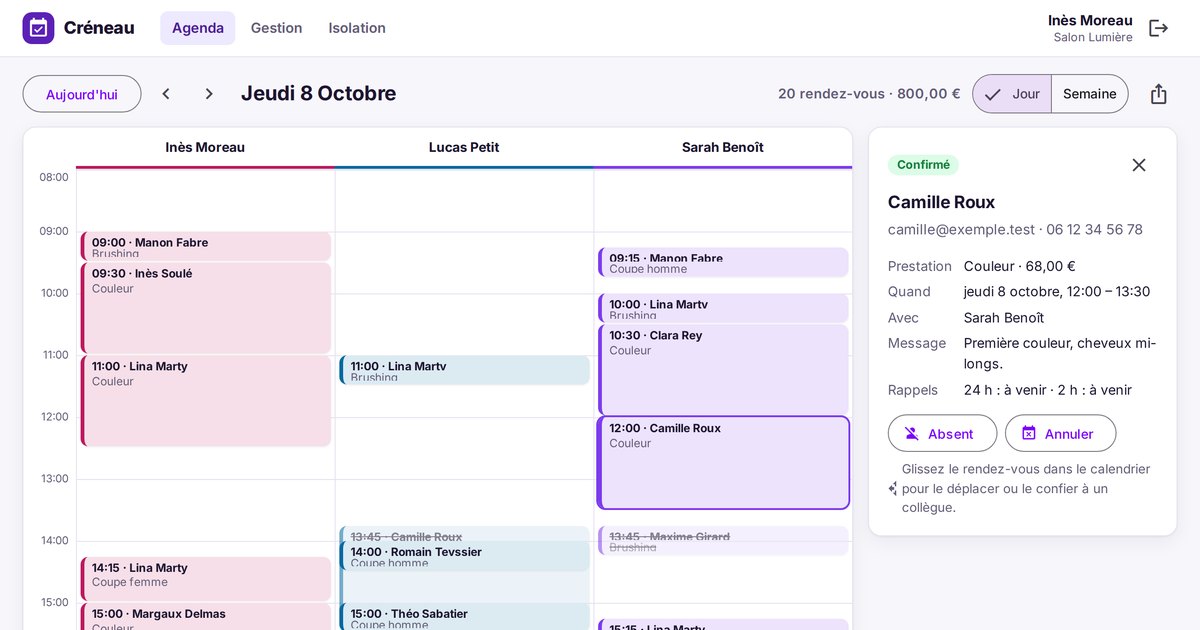 Créneau
Agenda
Gestion
Isolation
Inès Moreau
Salon Lumière
Aujourd'hui
Jeudi 8 Octobre
20 rendez-vous · 800,00 €
Jour
Semaine
Inès Moreau
Lucas Petit
Sarah Benoît
08:00
09:00
10:00
11:00
12:00
13:00
14:00
15:00
09:00 · Manon Fabre
Brushing
09:30 · Inès Soulé
Couleur
11:00 · Lina Marty
Couleur
14:15 · Lina Marty
Coupe femme
15:00 · Margaux Delmas
Couleur
11:00 · Lina Marty
Brushing
13:45 · Camille Roux
14:00 · Romain Teyssier
Coupe homme
15:00 · Théo Sabatier
Coupe homme
09:15 · Manon Fabre
Coupe homme
10:00 · Lina Marty
Brushing
10:30 · Clara Rey
Couleur
12:00 · Camille Roux
Couleur
13:45 · Maxime Girard
Brushing
15:15 · Lina Marty
Confirmé
Camille Roux
camille@exemple.test · 06 12 34 56 78
Prestation Couleur · 68,00 €
Quand jeudi 8 octobre, 12:00 – 13:30
Avec Sarah Benoît
Message Première couleur, cheveux mi-
longs.
Rappels 24 h : à venir · 2 h : à venir
Absent
Annuler
Glissez le rendez-vous dans le calendrier
pour le déplacer ou le confier à un
collègue.